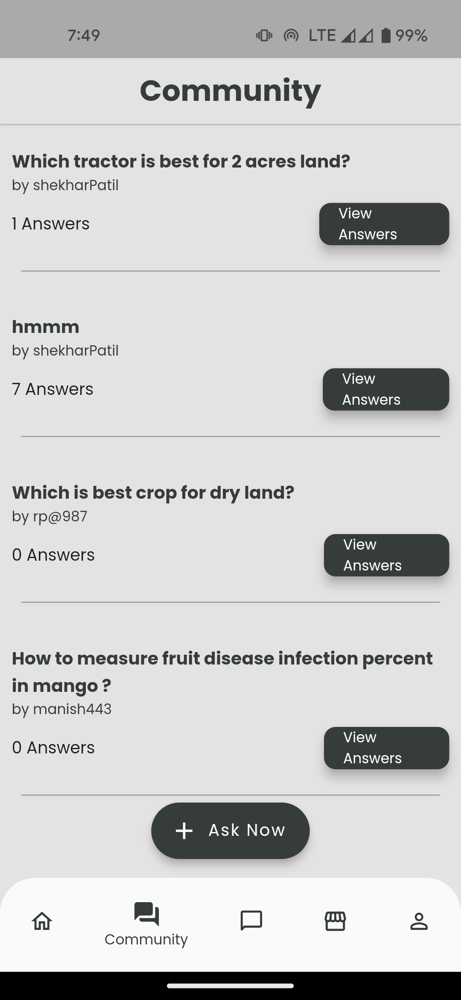 7:49
LTE 99%
Community
Which tractor is best for 2 acres land?
by shekharPatil
1 Answers
View
Answers
hmmm
by shekharPatil
7 Answers
View
Answers
Which is best crop for dry land?
by rp@987
0 Answers
View
Answers
How to measure fruit disease infection percent
in mango ?
by manish443
0 Answers
View
Answers
+ Ask Now
Community